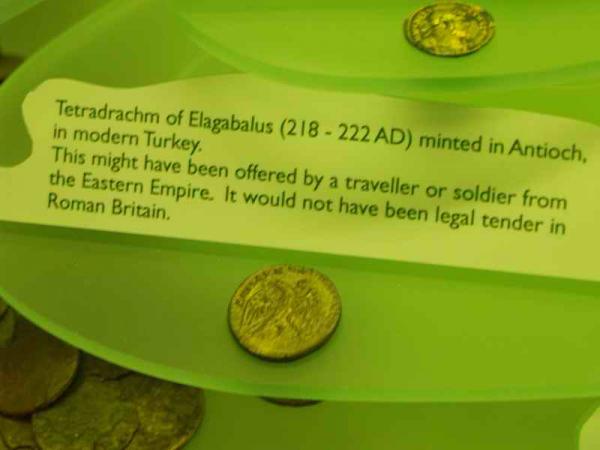 Tetradrachm of Elagabalus (218 - 222 AD) minted in Antioch,
in modern Turkey.
This might have been offered by a traveller or soldier from
the Eastern Empire. It would not have been legal tender in
Roman Britain.